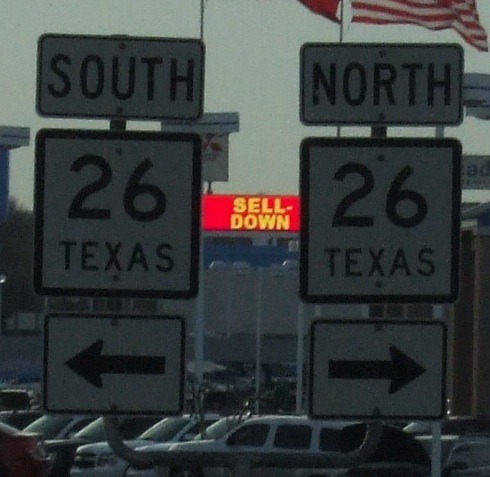 SOUTH
26
TEXAS
NORTH
26
TEXAS
SELL-
DOWN